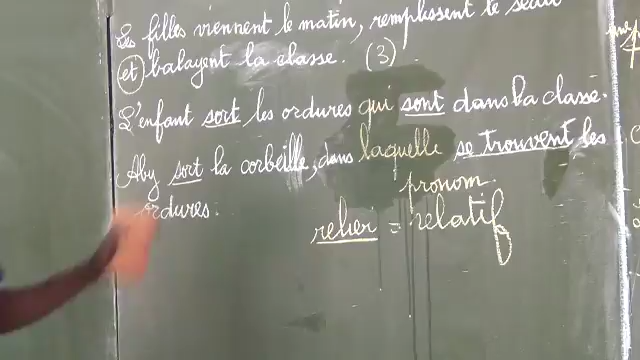 Les filles viennent le matin, remplissent le seau
et balayent la classe. (3)
L'enfant sort les ordures qui sont dans la classe.
Aby sort la corbeille, dans laquelle se trouvent les
ordures.
pronom
relier = relatif